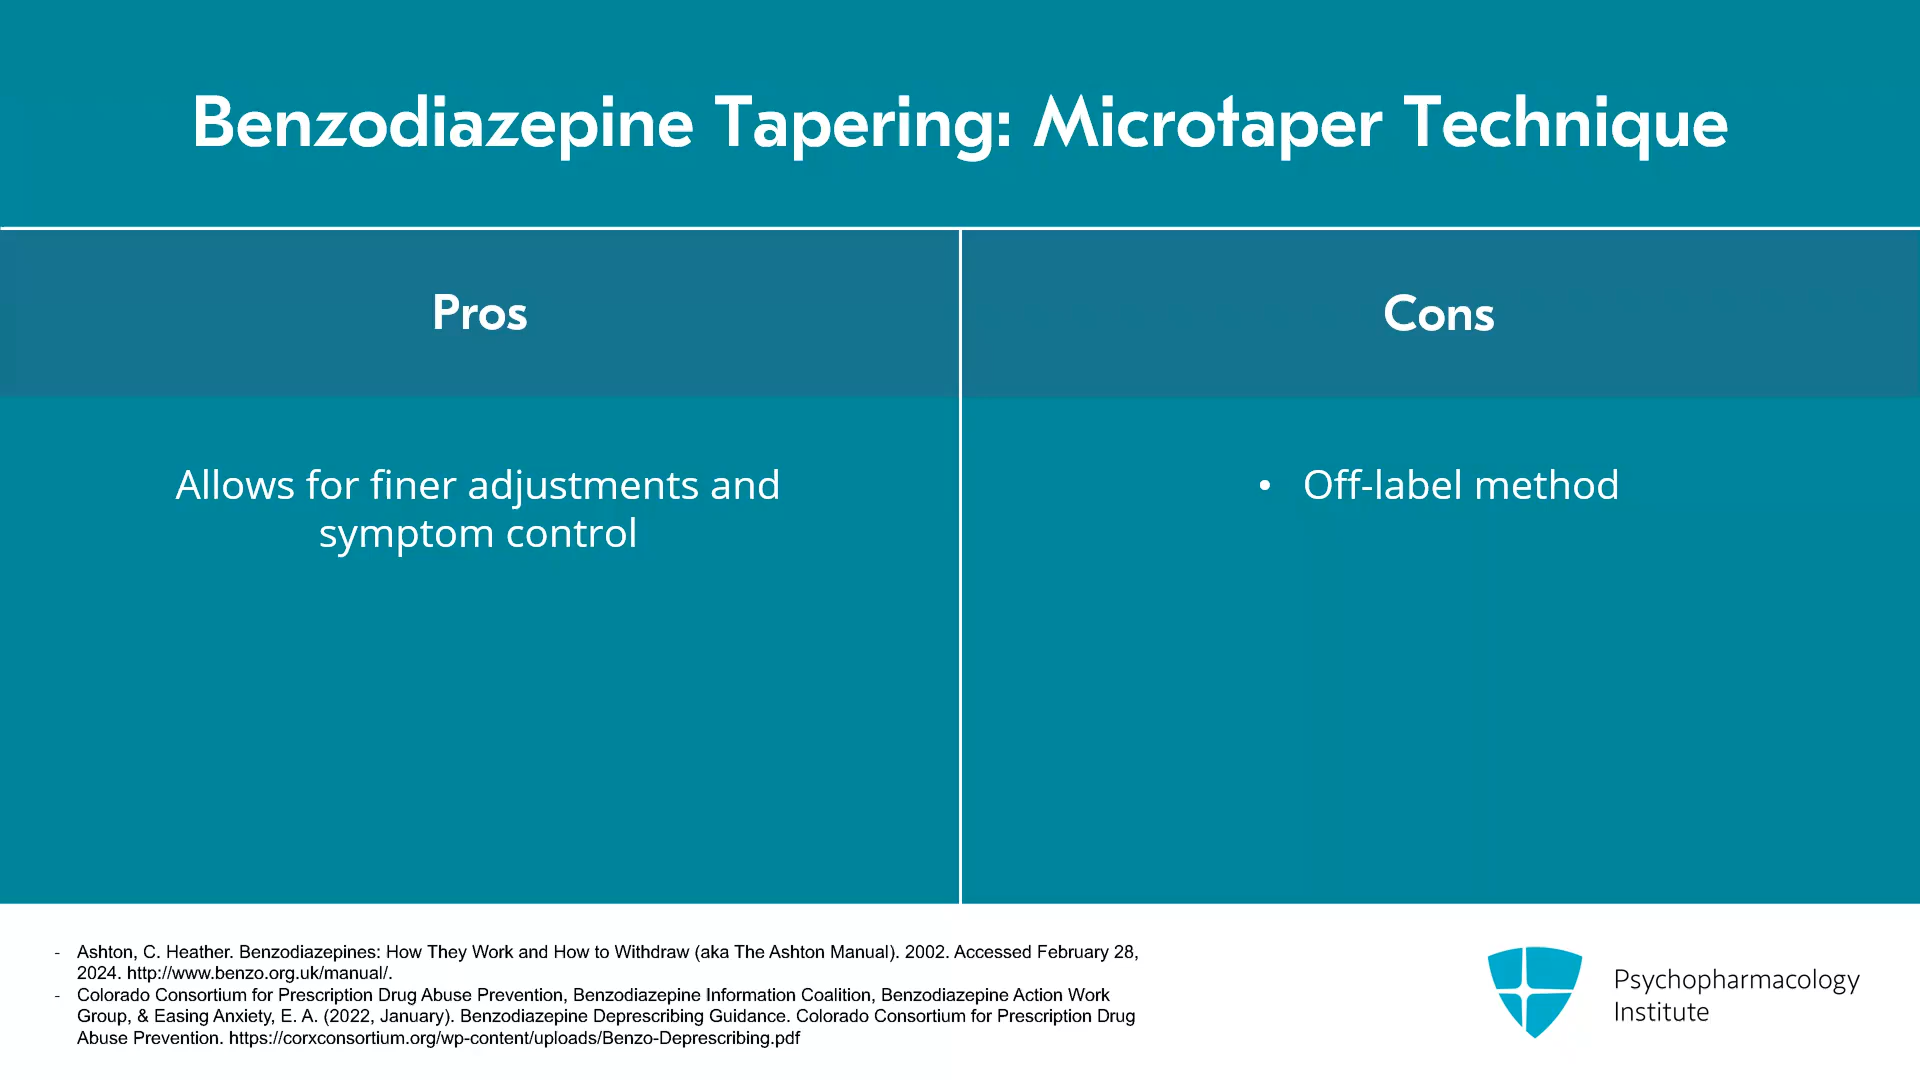 Benzodiazepine Tapering: Microtaper Technique
Pros
Cons
Allows for finer adjustments and
symptom control
• Off-label method
- Ashton, C. Heather. Benzodiazepines: How They Work and How to Withdraw (aka The Ashton Manual). 2002. Accessed February 28,
2024. http://www.benzo.org.uk/manual/.
- Colorado Consortium for Prescription Drug Abuse Prevention, Benzodiazepine Information Coalition, Benzodiazepine Action Work
Group, & Easing Anxiety, E. A. (2022, January). Benzodiazepine Deprescribing Guidance. Colorado Consortium for Prescription Drug
Abuse Prevention. https://corxconsortium.org/wp-content/uploads/Benzo-Deprescribing.pdf
Psychopharmacology
Institute